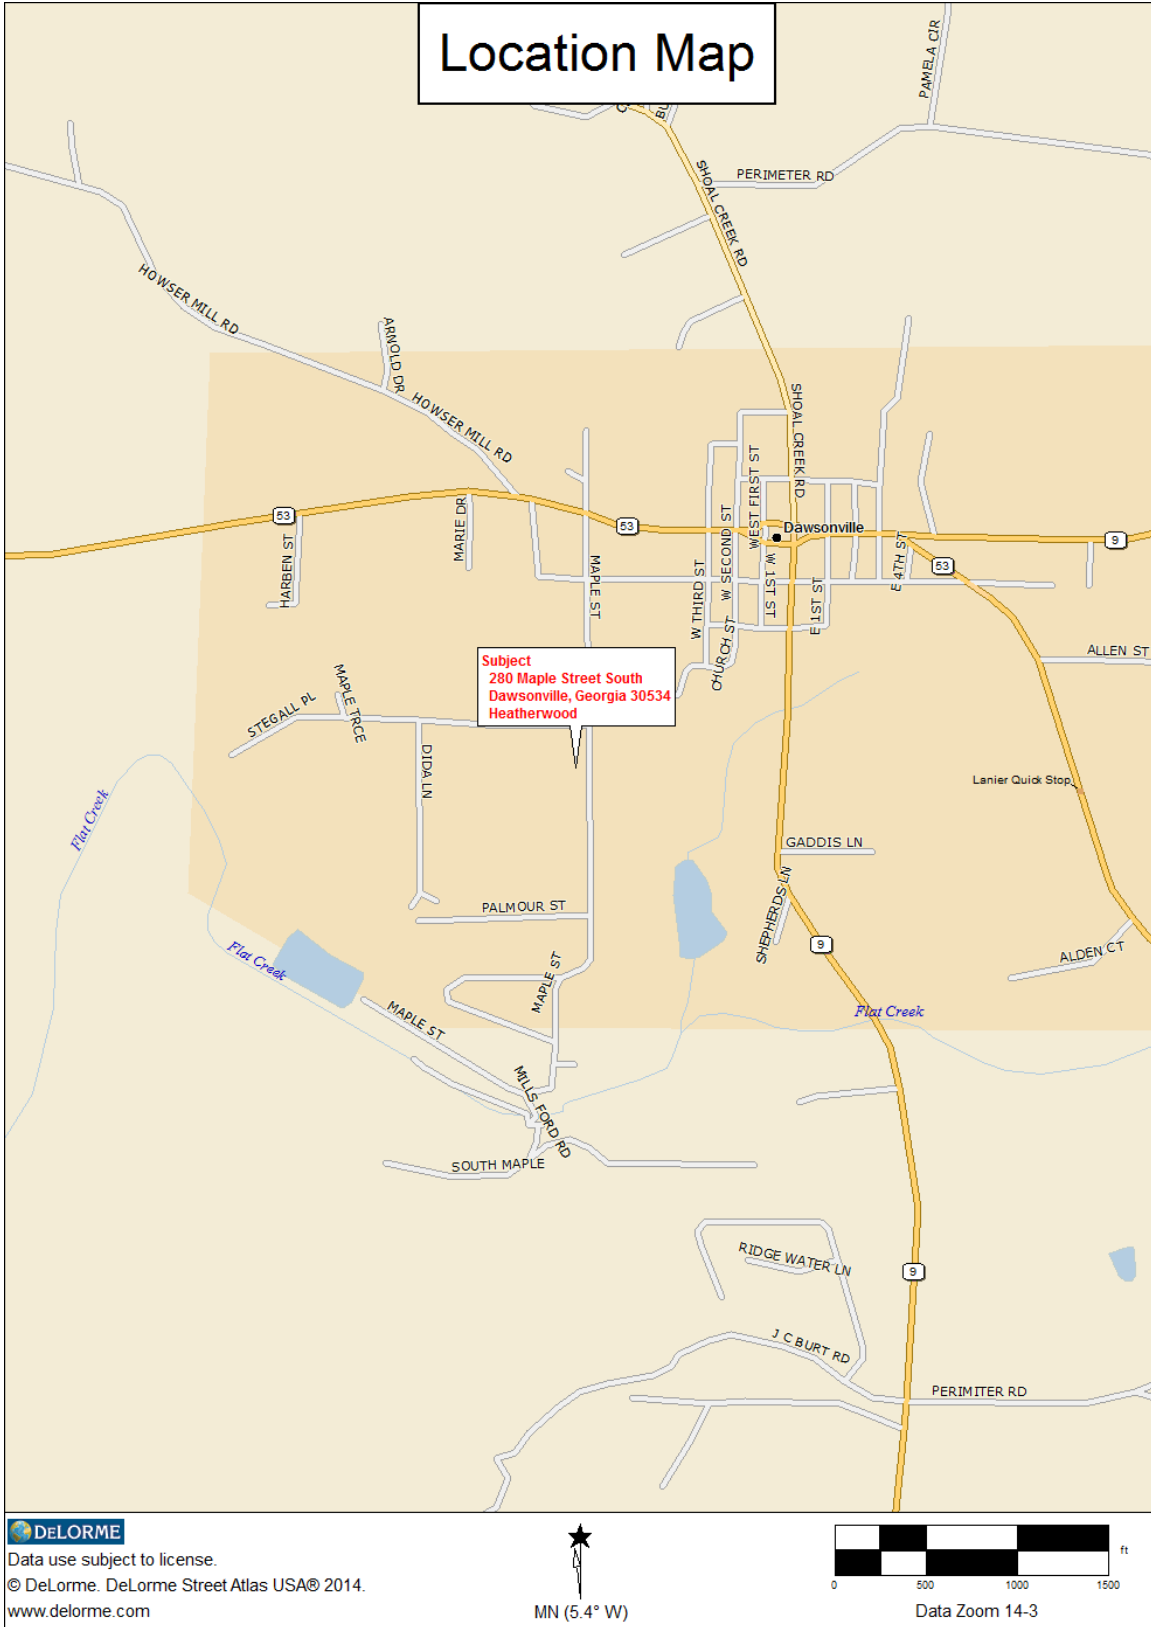 Location Map
PAMELA CIR
BU
PERIMETER RD
SHOAL CREEK RD
HOWSER MILL RD
ARNOLD DR
HOWSER MILL RD
SHOAL CREEK RD
WEST FIRST ST
W SECOND ST
MARIE DR
53
53
Dawsonville
9
HARBEN ST
MAPLE ST
W THIRD ST
W 1ST ST
E 1ST ST
E 4TH ST
53
CHURCH ST
ALLEN ST
Subject
280 Maple Street South
Dawsonville, Georgia 30534
Heatherwood
STEGALL PL
MAPLE TRCE
DIDA LN
Lanier Quick Stop
Flat Creek
GADDIS LN
SHEPHERDS LN
PALMOUR ST
9
ALDEN CT
Flat Creek
MAPLE ST
MAPLE ST
Flat Creek
MILLS FORD RD
SOUTH MAPLE
RIDGE WATER LN
9
J C BURT RD
PERIMITER RD
DELORME
Data use subject to license.
© DeLorme. DeLorme Street Atlas USA® 2014.
www.delorme.com
MN (5.4° W)
ft
0 500 1000 1500
Data Zoom 14-3